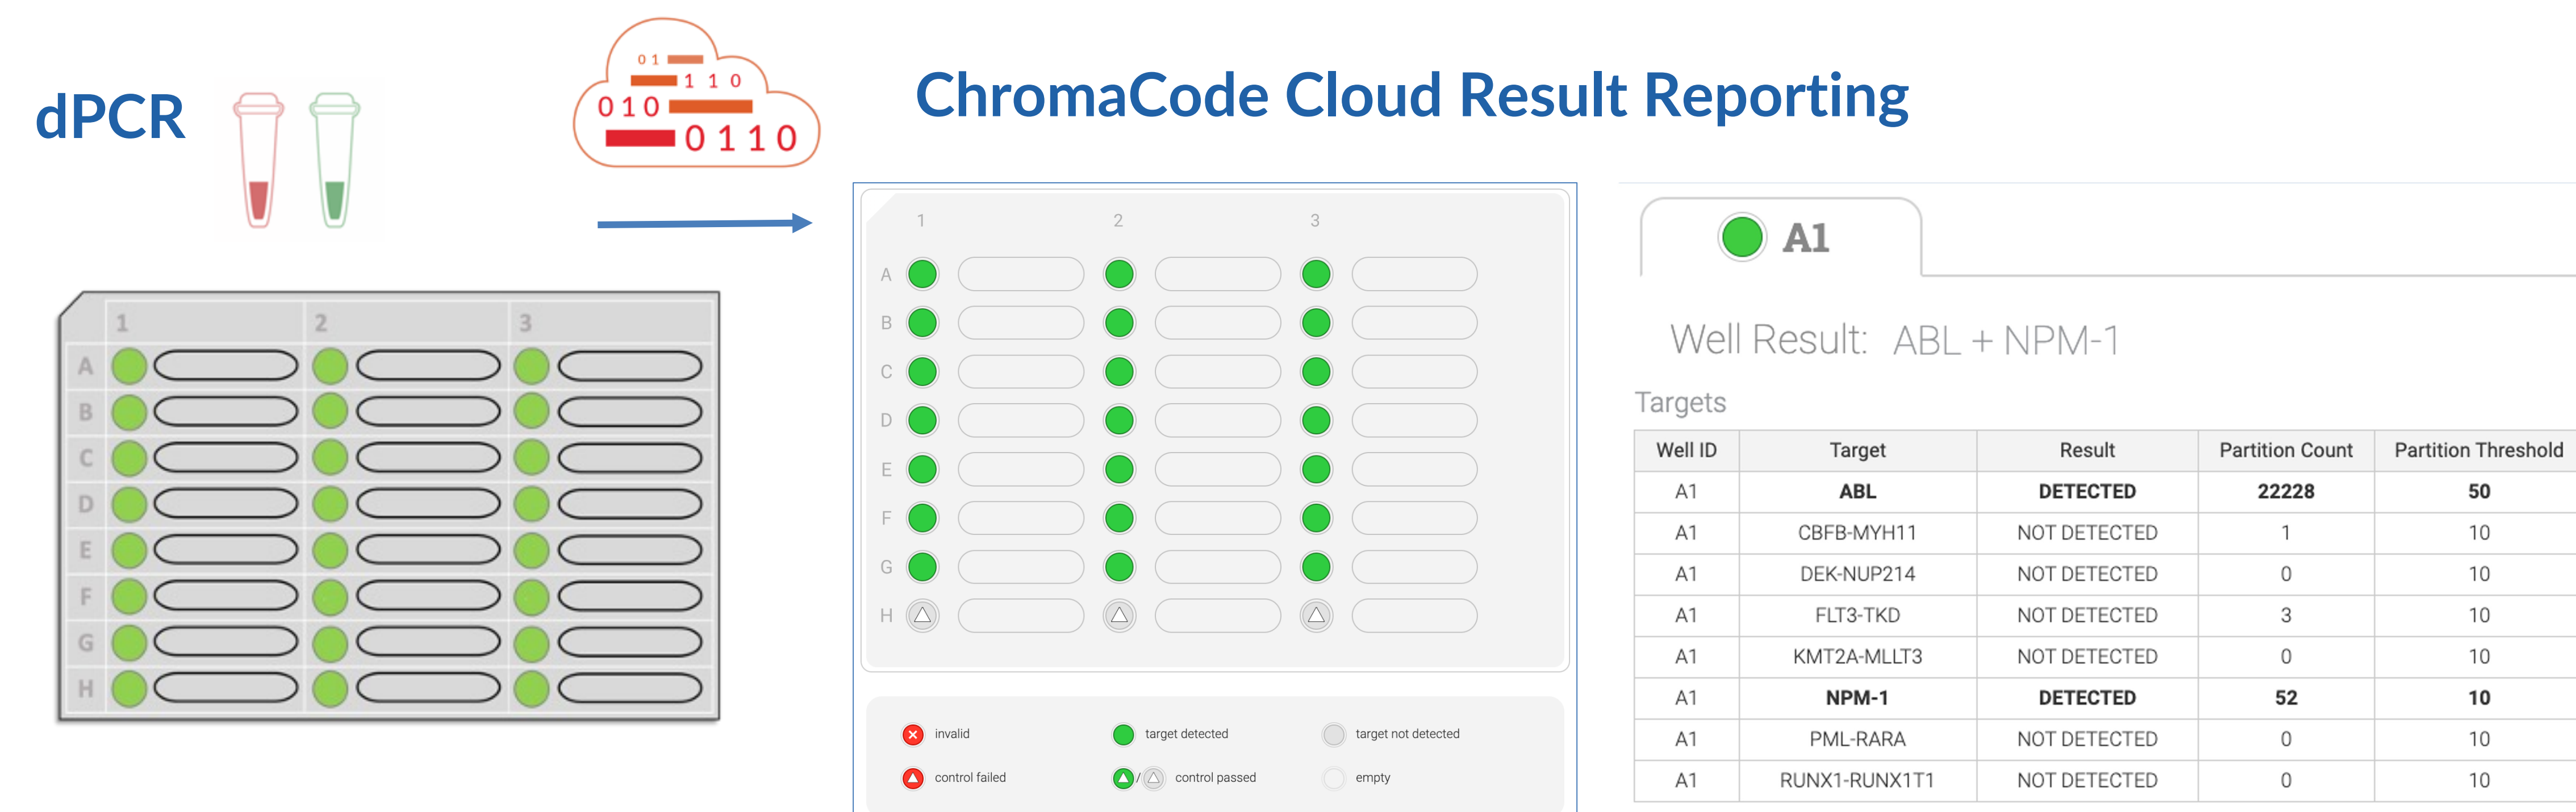 dPCR
0 1
1 1 0
0 1 0
0 1 1 0
ChromaCode Cloud Result Reporting
1 2 3
A
B
C
D
E
F
G
H
1 2 3
A
B
C
D
E
F
G
H
invalid target detected target not detected
control failed / control passed empty
A1
Well Result: ABL + NPM-1
Targets
Well ID Target Result Partition Count Partition Threshold
A1 ABL DETECTED 22228 50
A1 CBFB-MYH11 NOT DETECTED 1 10
A1 DEK-NUP214 NOT DETECTED 0 10
A1 FLT3-TKD NOT DETECTED 3 10
A1 KMT2A-MLLT3 NOT DETECTED 0 10
A1 NPM-1 DETECTED 52 10
A1 PML-RARA NOT DETECTED 0 10
A1 RUNX1-RUNX1T1 NOT DETECTED 0 10